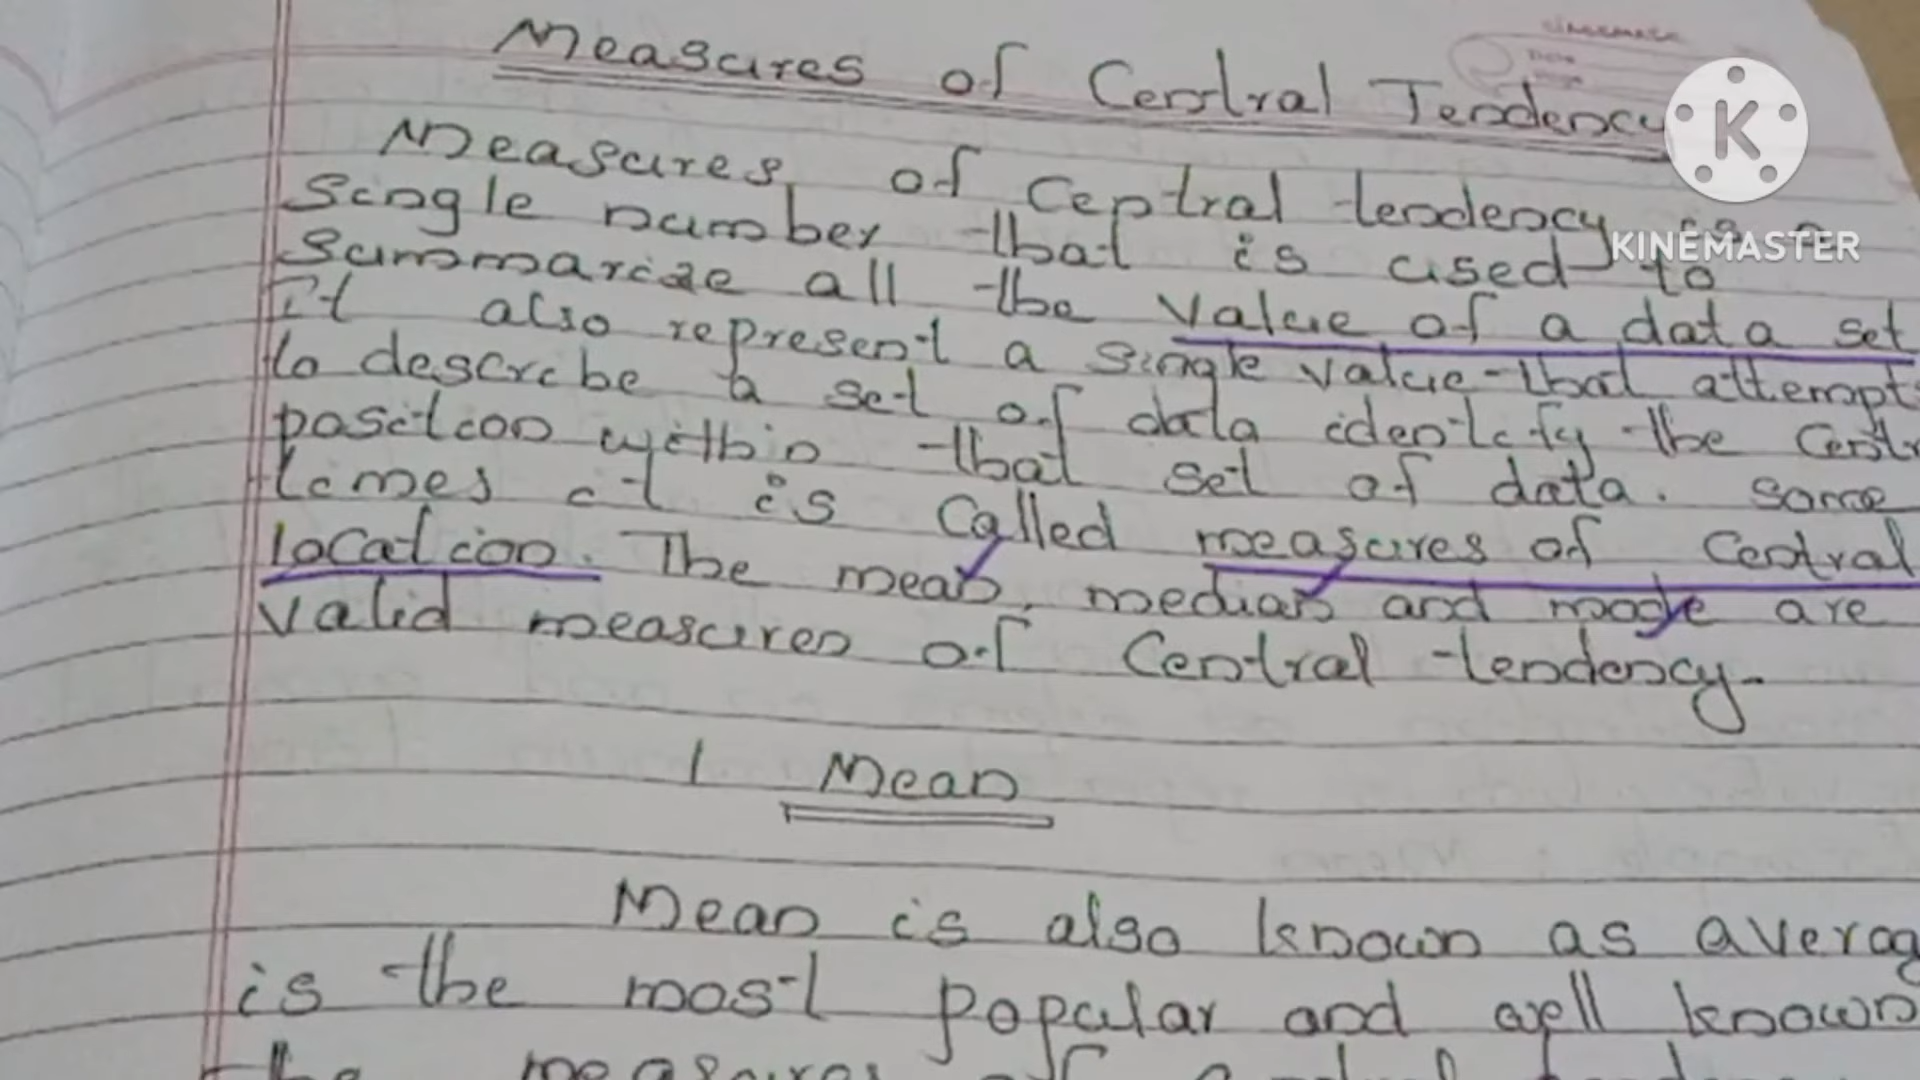 Measures of Central Tendency
Measures of Central tendency is a
Single number that is used to
Summarize all the value of a data set
It also represent a single value that attempt
to describe a set of data identify the Centr
position within that set of data. Some
times it is Called measures of Central
location. The mean, median and mode are
valid measures of Central tendency.
1 Mean
Mean is also known as averag
is the most popular and well known
the measures of
KINEMASTER